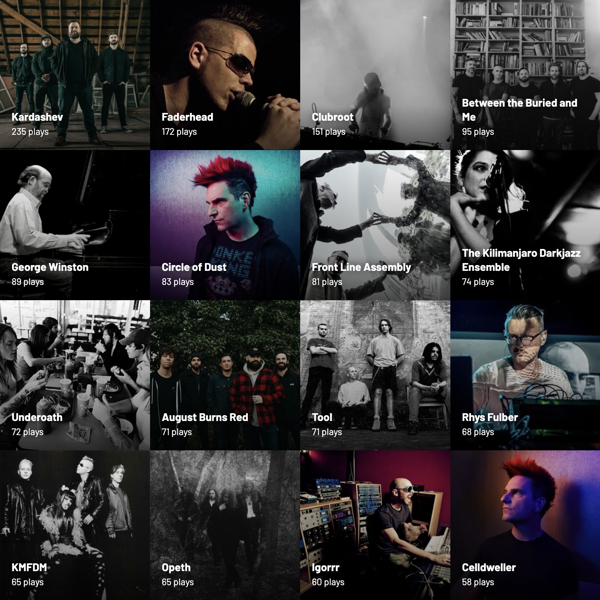 Kardashev
235 plays
Faderhead
172 plays
Clubroot
151 plays
Between the Buried and
Me
95 plays
George Winston
89 plays
Circle of Dust
83 plays
Front Line Assembly
81 plays
The Kilimanjaro Darkjazz
Ensemble
74 plays
Underoath
72 plays
August Burns Red
71 plays
Tool
71 plays
Rhys Fulber
68 plays
KMFDM
65 plays
Opeth
65 plays
Igorrr
60 plays
Celldweller
58 plays